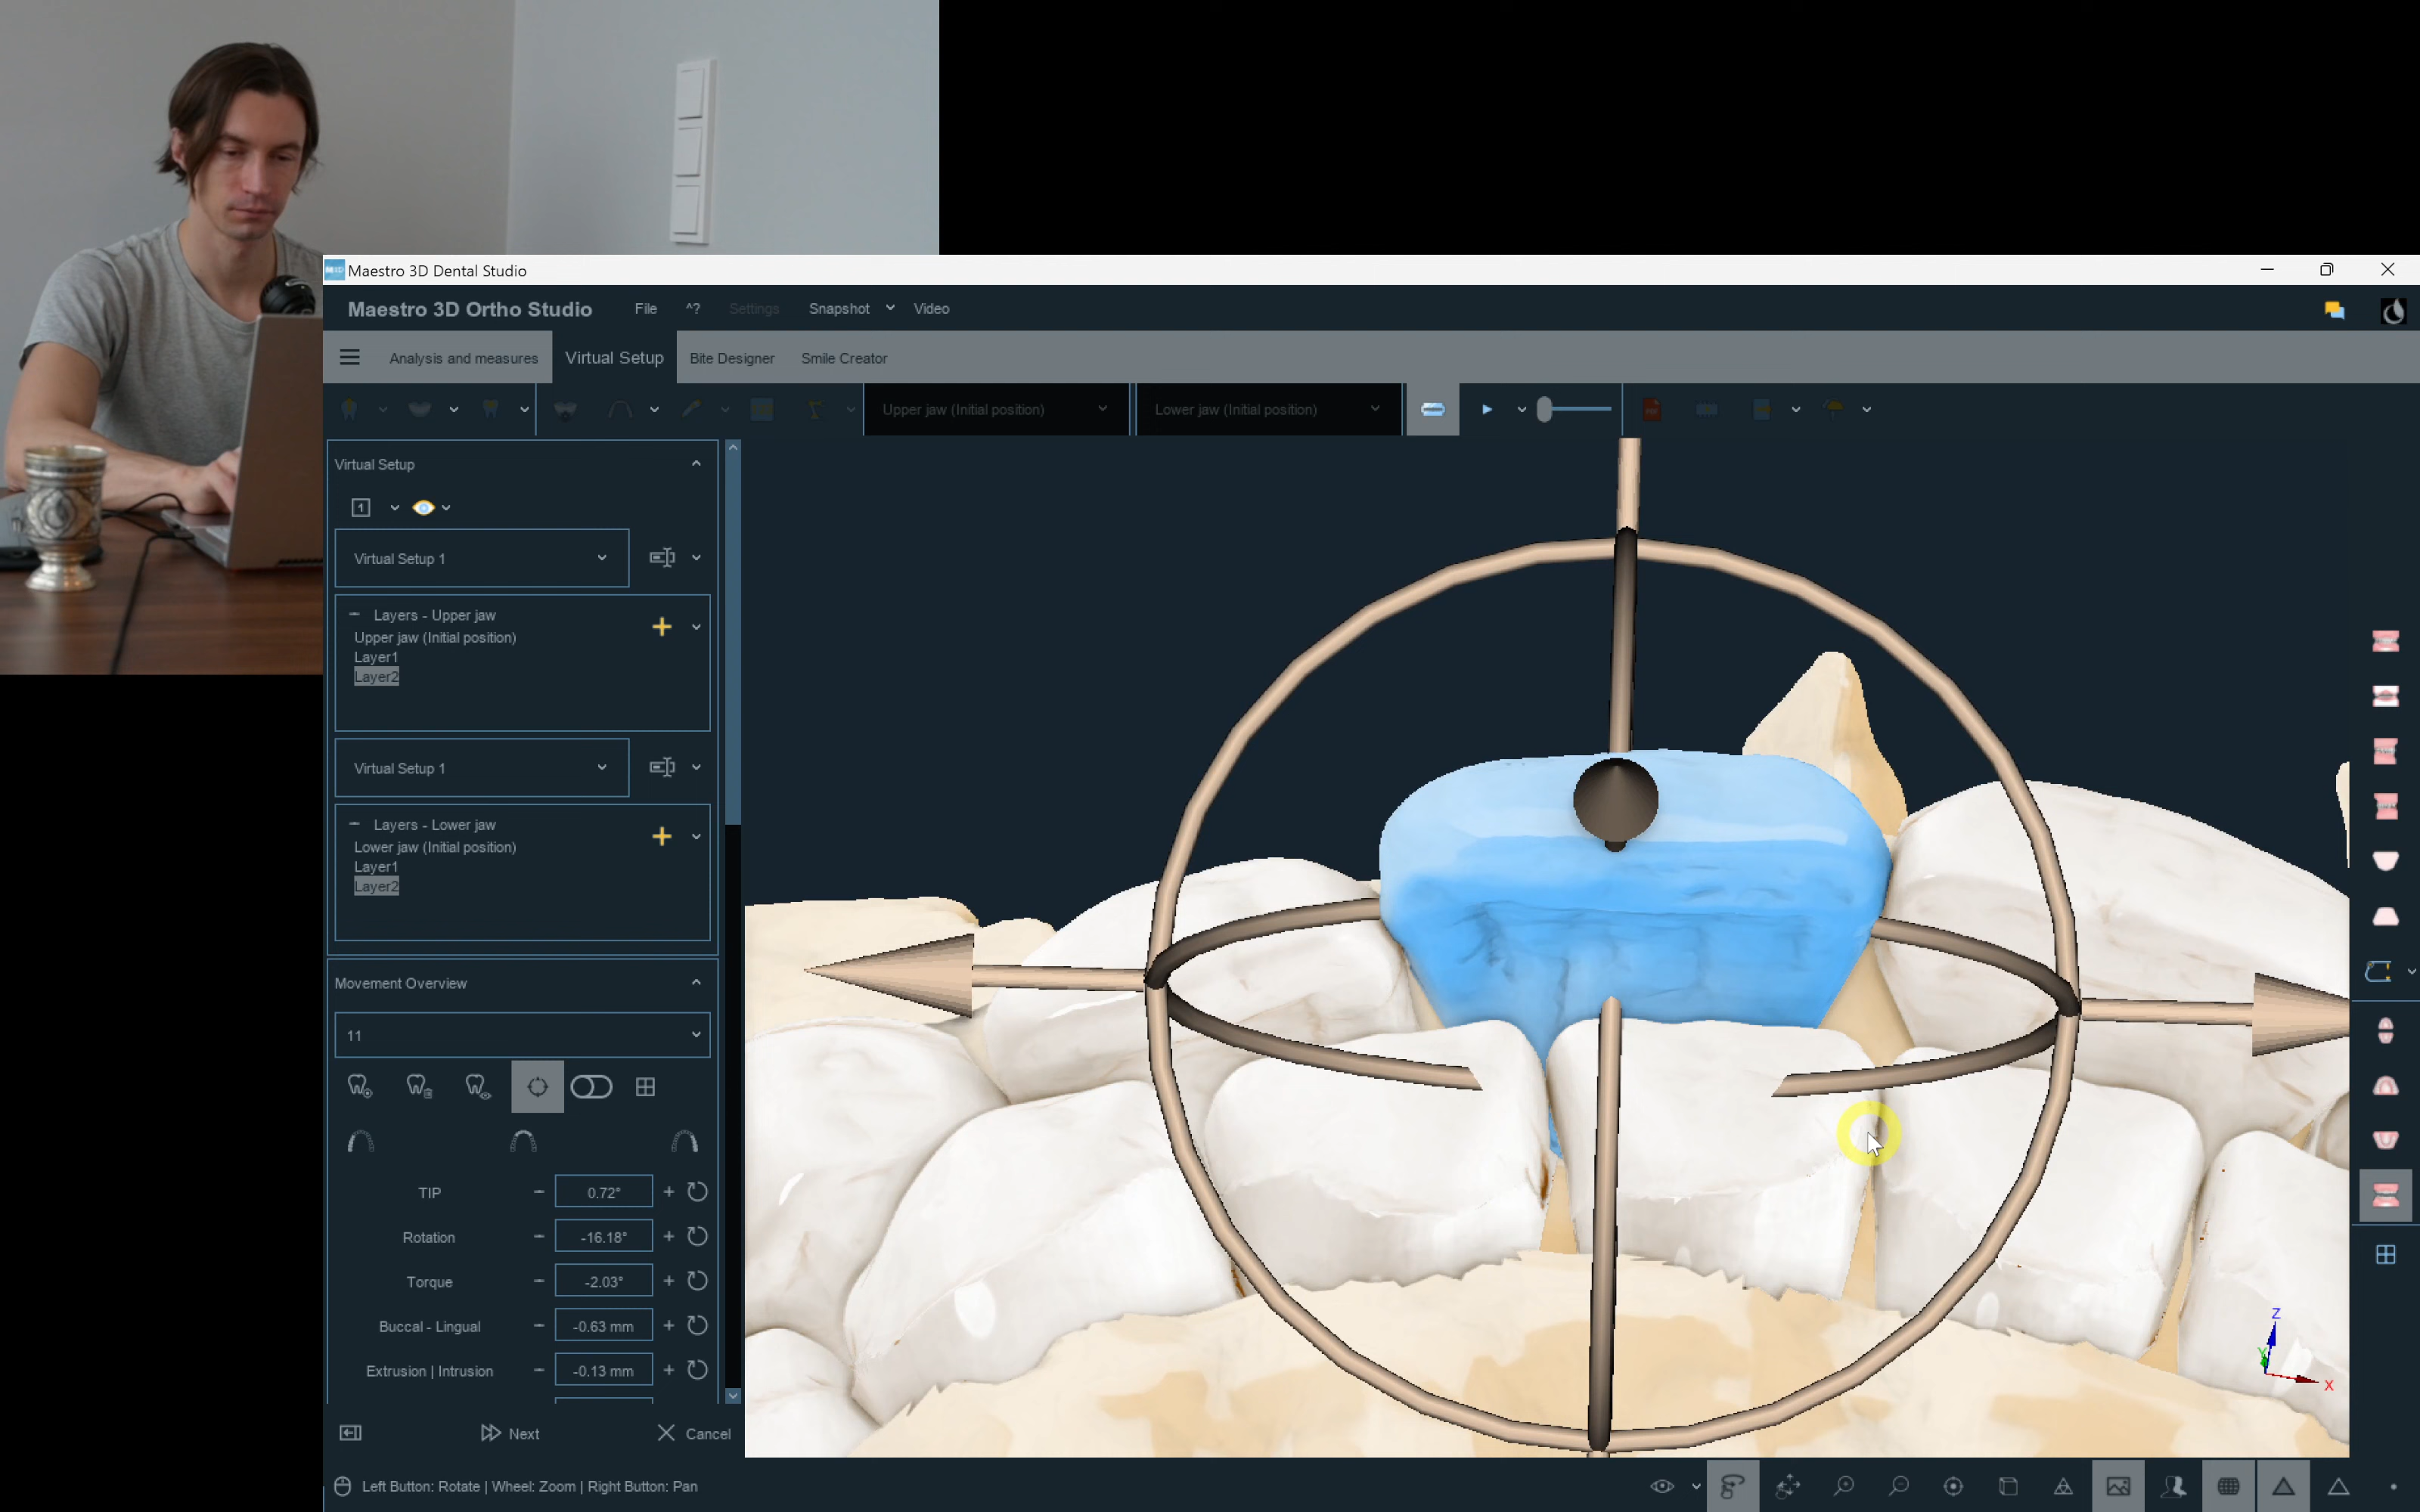 Maestro 3D Dental Studio
Maestro 3D Ortho Studio File ^? Settings Snapshot Video
Analysis and measures Virtual Setup Bite Designer Smile Creator
Upper jaw (Initial position) Lower jaw (Initial position)
Virtual Setup
1
Virtual Setup 1
Layers - Upper jaw
Upper jaw (Initial position)
Layer1
Layer2
Virtual Setup 1
Layers - Lower jaw
Lower jaw (Initial position)
Layer1
Layer2
Movement Overview
11
TIP 0.72°
Rotation -16.18°
Torque -2.03°
Buccal - Lingual -0.63 mm
Extrusion | Intrusion -0.13 mm
Next Cancel
Left Button: Rotate | Wheel: Zoom | Right Button: Pan
Z
Y
X